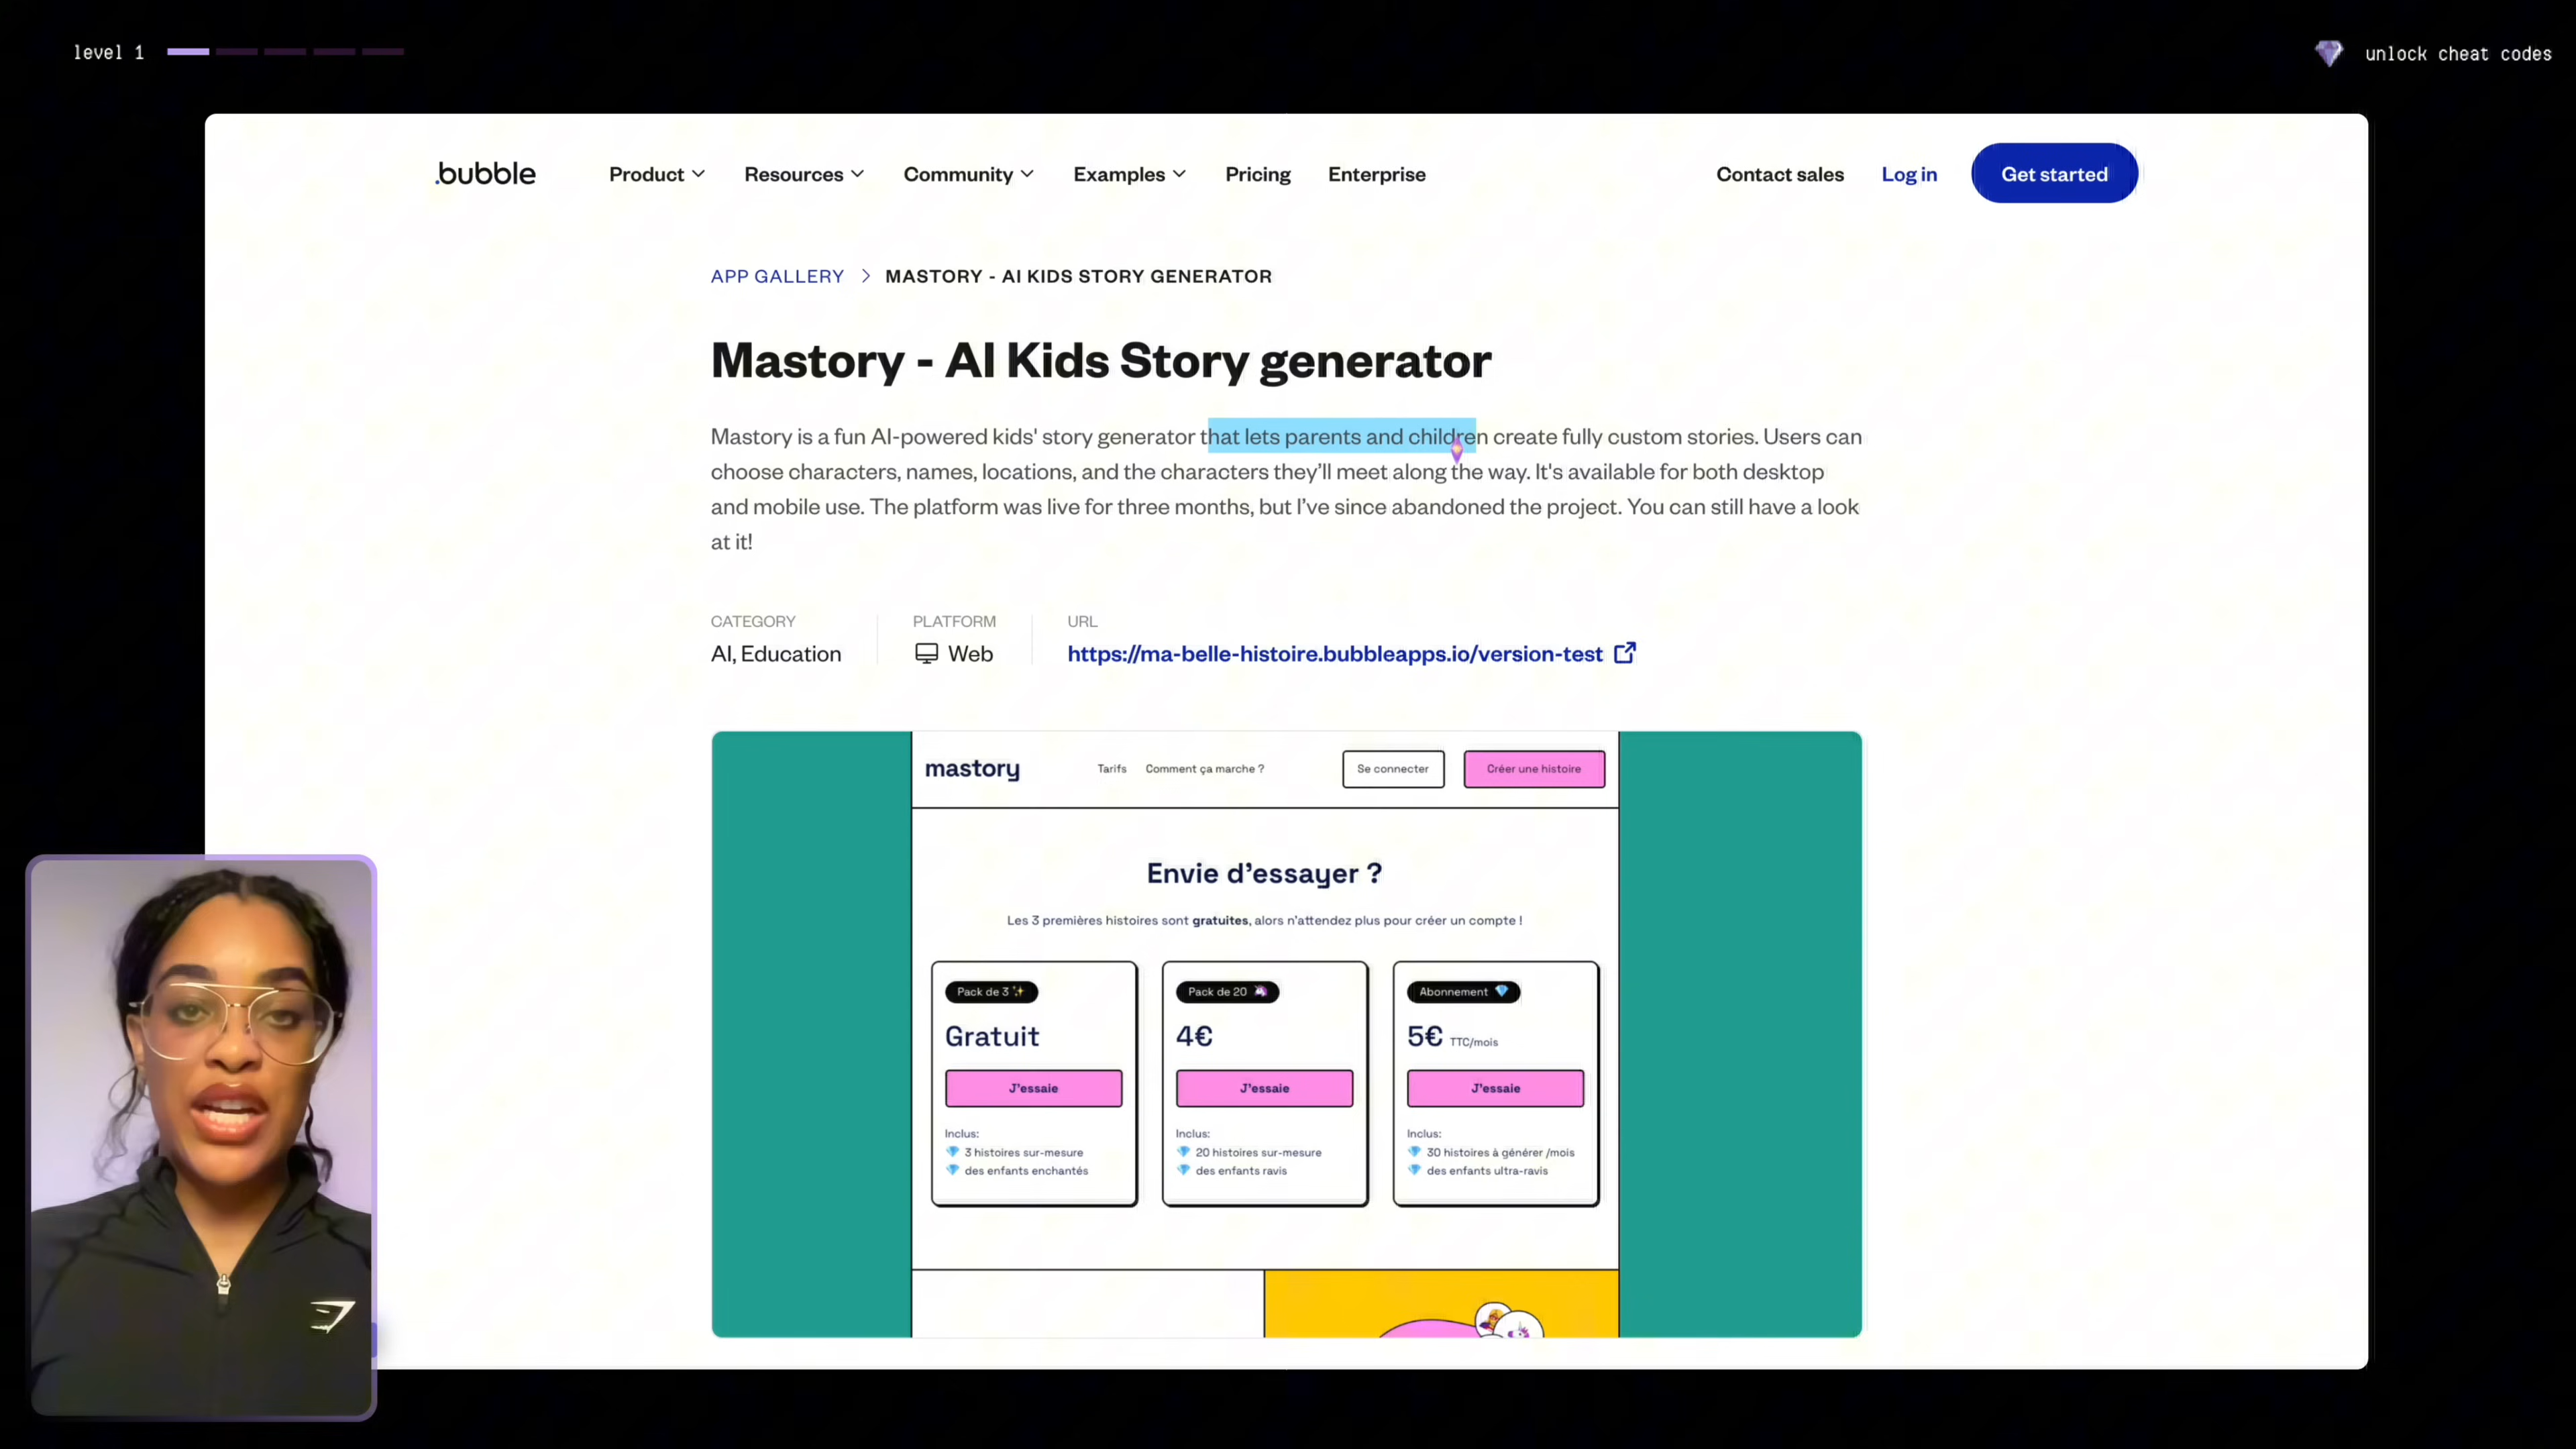 level 1
unlock cheat codes
.bubble
Product
Resources
Community
Examples
Pricing
Enterprise
Contact sales
Log in
Get started
APP GALLERY > MASTORY - AI KIDS STORY GENERATOR
Mastory - AI Kids Story generator
Mastory is a fun AI-powered kids' story generator that lets parents and children create fully custom stories. Users can
choose characters, names, locations, and the characters they'll meet along the way. It's available for both desktop
and mobile use. The platform was live for three months, but I've since abandoned the project. You can still have a look
at it!
CATEGORY
AI, Education
PLATFORM
Web
URL
https://ma-belle-histoire.bubbleapps.io/version-test
mastory
Tarifs
Comment ça marche ?
Se connecter
Créer une histoire
Envie d'essayer ?
Les 3 premières histoires sont gratuites, alors n'attendez plus pour créer un compte !
Pack de 3
Gratuit
J'essaie
Inclus:
3 histoires sur-mesure
des enfants enchantés
Pack de 20
4€
J'essaie
Inclus:
20 histoires sur-mesure
des enfants ravis
Abonnement
5€ TTC/mois
J'essaie
Inclus:
30 histoires à générer /mois
des enfants ultra-ravis